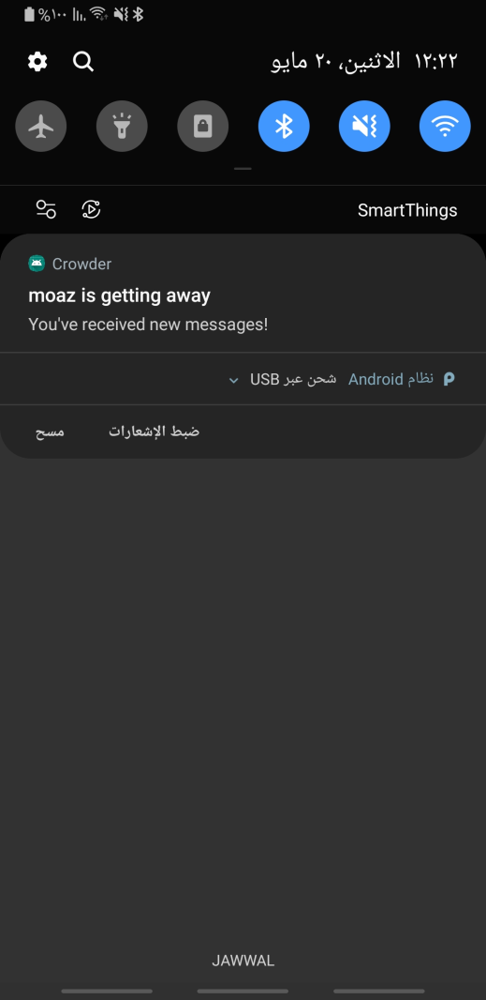 %١٠٠
١٢:٢٢ الاثنين، ٢٠ مايو
SmartThings
Crowder
moaz is getting away
You've received new messages!
نظام Android شحن عبر USB
ضبط الإشعارات مسح
JAWWAL